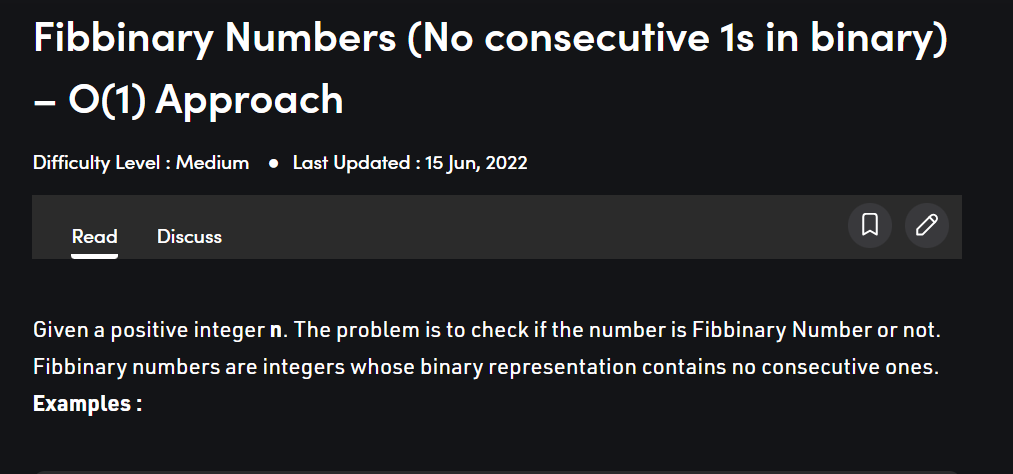 Fibbinary Numbers (No consecutive 1s in binary)
– O(1) Approach
Difficulty Level : Medium ● Last Updated : 15 Jun, 2022
Read Discuss
Given a positive integer n. The problem is to check if the number is Fibbinary Number or not.
Fibbinary numbers are integers whose binary representation contains no consecutive ones.
Examples :